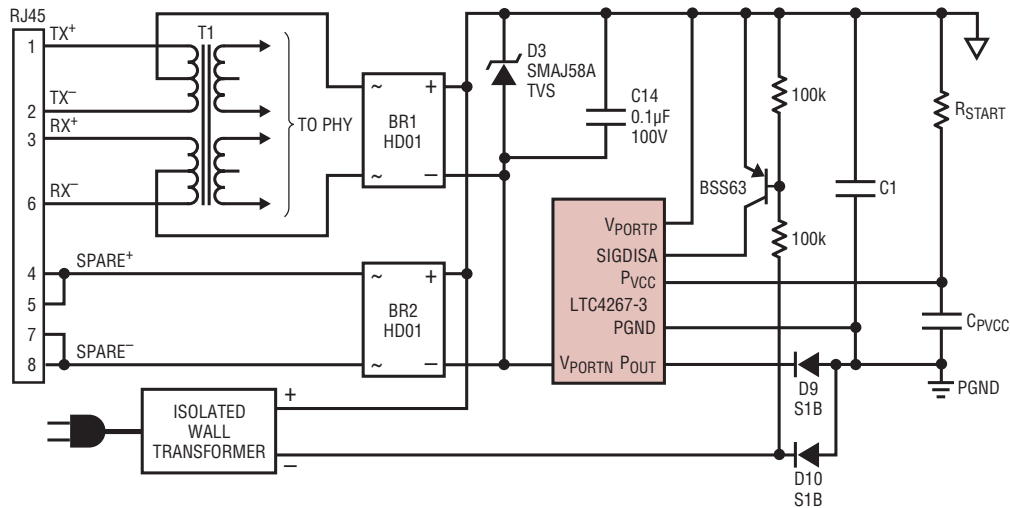 RJ45
1
TX+
2
TX–
3
RX+
6
RX–
4
SPARE+
5
7
8
SPARE–
T1
TO PHY
~
+
BR1
HD01
~
–
~
+
BR2
HD01
~
–
D3
SMAJ58A
TVS
C14
0.1µF
100V
BSS63
100k
100k
C1
RSTART
CPVCC
VPORTP
SIGDISA
PVCC
LTC4267-3
PGND
VPORTN
POUT
D9
S1B
PGND
D10
S1B
ISOLATED
WALL
TRANSFORMER
+
–